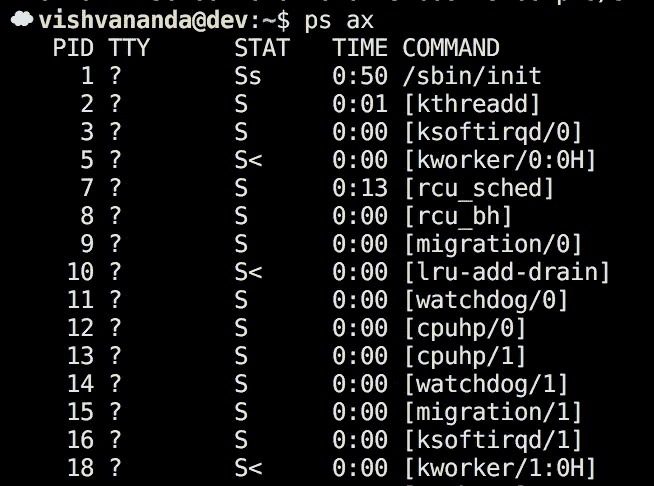 vishvananda@dev:~$ ps ax
PID TTY STAT TIME COMMAND
1 ? Ss 0:50 /sbin/init
2 ? S 0:01 [kthreadd]
3 ? S 0:00 [ksoftirqd/0]
5 ? S< 0:00 [kworker/0:0H]
7 ? S 0:13 [rcu_sched]
8 ? S 0:00 [rcu_bh]
9 ? S 0:00 [migration/0]
10 ? S< 0:00 [lru-add-drain]
11 ? S 0:00 [watchdog/0]
12 ? S 0:00 [cpuhp/0]
13 ? S 0:00 [cpuhp/1]
14 ? S 0:00 [watchdog/1]
15 ? S 0:00 [migration/1]
16 ? S 0:00 [ksoftirqd/1]
18 ? S< 0:00 [kworker/1:0H]